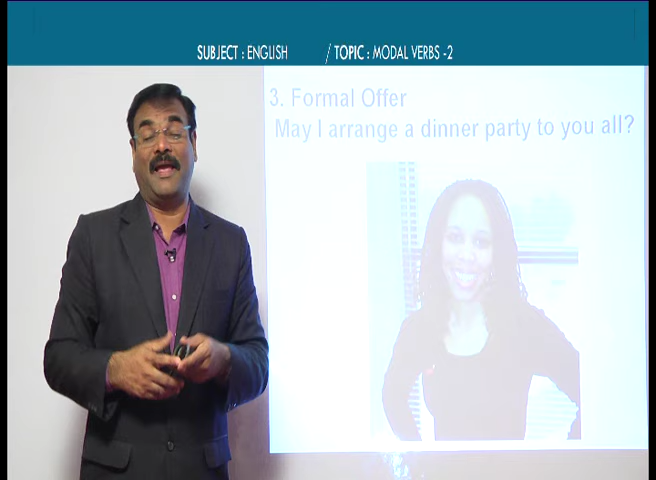 SUBJECT : ENGLISH / TOPIC : MODAL VERBS -2
3. Formal Offer
May I arrange a dinner party to you all?